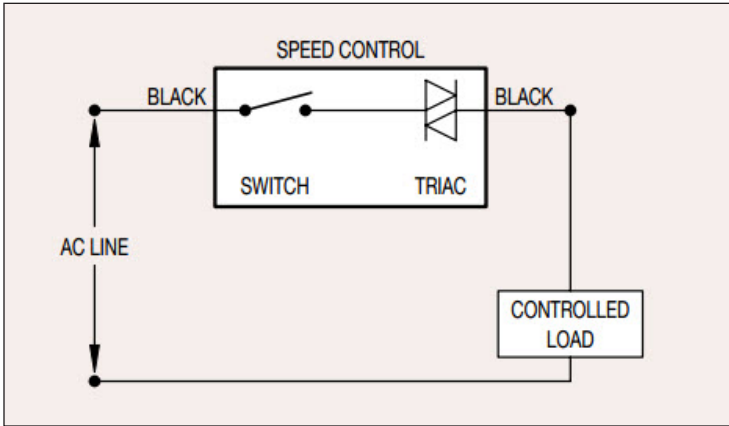 SPEED CONTROL
BLACK
BLACK
SWITCH
TRIAC
AC LINE
CONTROLLED
LOAD